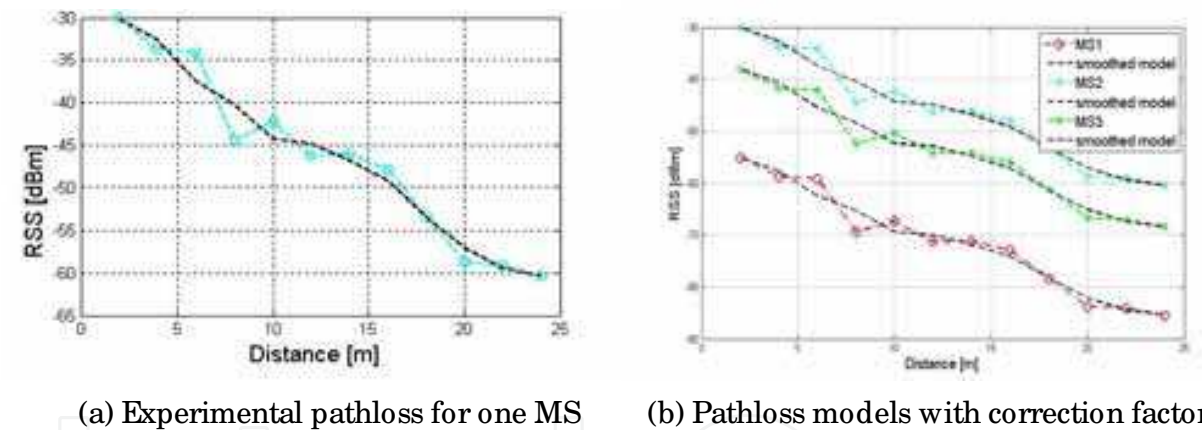 -30
-35
-40
-45
-50
-55
-60
-65
0 5 10 15 20 25
RSS [dBm]
Distance [m]
MS1
smoothed model
MS2
smoothed model
MS3
smoothed model
RSS [dBm]
Distance [m]
(a) Experimental pathloss for one MS
(b) Pathloss models with correction factor